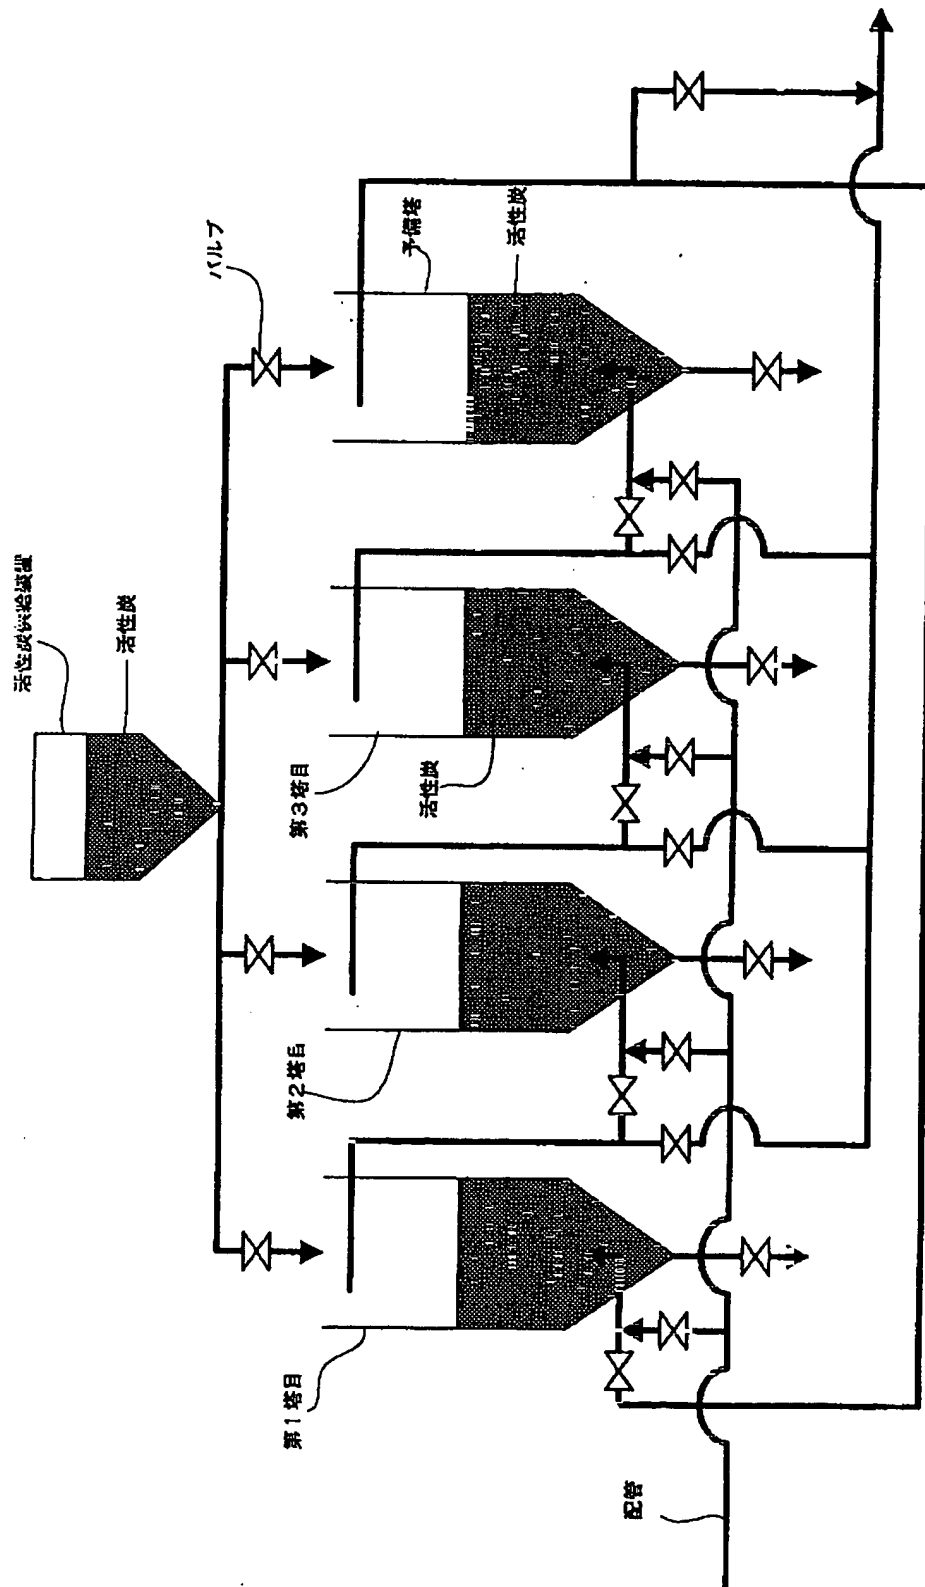 活性炭供給装置
活性炭
バルブ
予備塔
活性炭
第3塔目
活性炭
第2塔目
第1塔目
配管